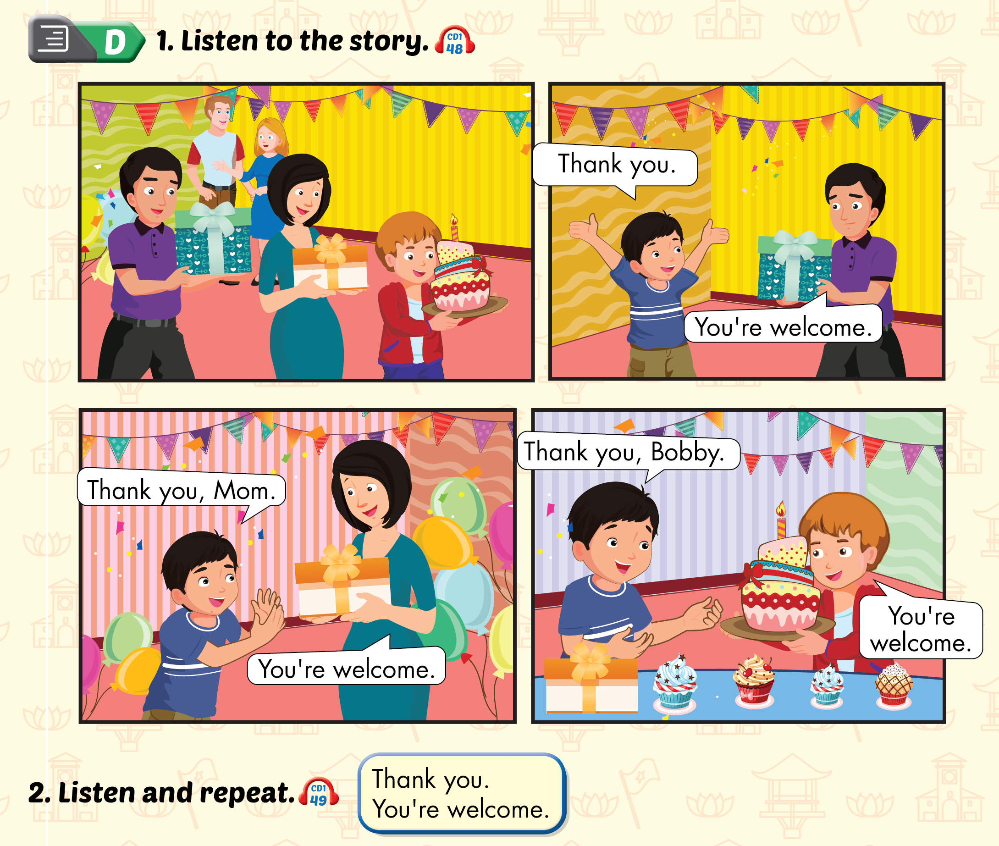 D
1. Listen to the story.
CD1
48
Thank you.
You're welcome.
Thank you, Mom.
You're welcome.
Thank you, Bobby.
You're
welcome.
2. Listen and repeat.
CD1
49
Thank you.
You're welcome.